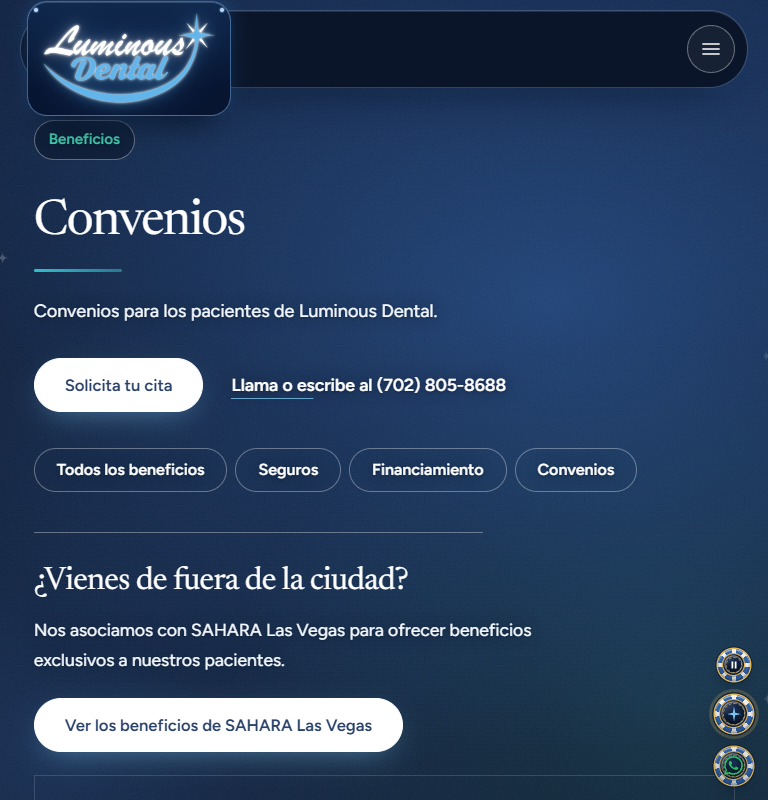 Luminous
Dental
Beneficios
Convenios
Convenios para los pacientes de Luminous Dental.
Solicita tu cita
Llama o escribe al (702) 805-8688
Todos los beneficios
Seguros
Financiamiento
Convenios
¿Vienes de fuera de la ciudad?
Nos asociamos con SAHARA Las Vegas para ofrecer beneficios
exclusivos a nuestros pacientes.
Ver los beneficios de SAHARA Las Vegas